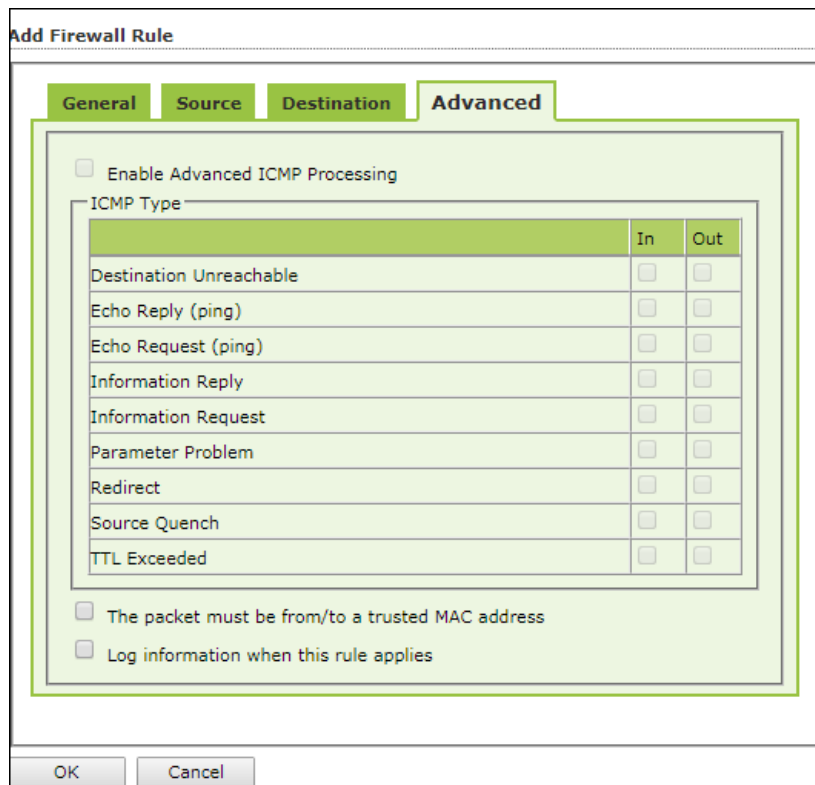 Add Firewall Rule
General Source Destination Advanced
Enable Advanced ICMP Processing
ICMP Type
In Out
Destination Unreachable
Echo Reply (ping)
Echo Request (ping)
Information Reply
Information Request
Parameter Problem
Redirect
Source Quench
TTL Exceeded
The packet must be from/to a trusted MAC address
Log information when this rule applies
OK Cancel